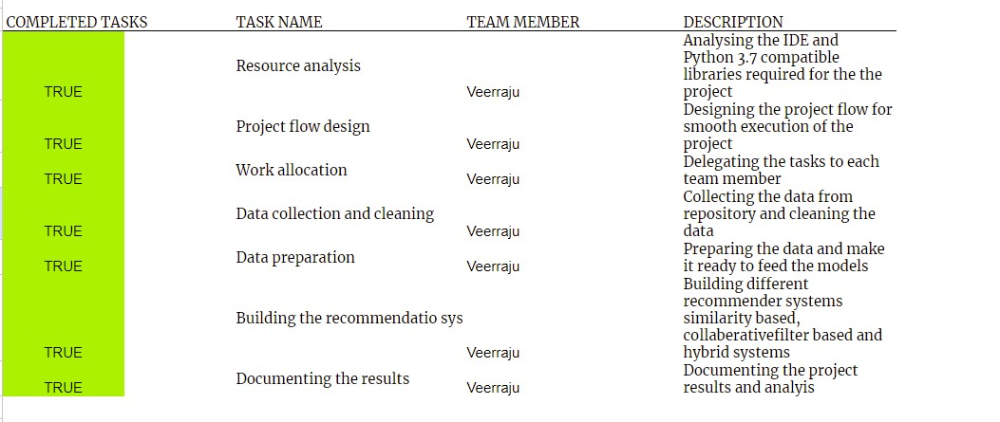 COMPLETED TASKS TASK NAME TEAM MEMBER DESCRIPTION
TRUE Resource analysis Veerraju Analysing the IDE and
Python 3.7 compatible
libraries required for the the
project
TRUE Project flow design Veerraju Designing the project flow for
smooth execution of the
project
TRUE Work allocation Veerraju Delegating the tasks to each
team member
TRUE Data collection and cleaning Veerraju Collecting the data from
repository and cleaning the
data
TRUE Data preparation Veerraju Preparing the data and make
it ready to feed the models
TRUE Building the recommendatio sys Veerraju Building different
recommender systems
similarity based,
collaberativefilter based and
hybrid systems
TRUE Documenting the results Veerraju Documenting the project
results and analyis